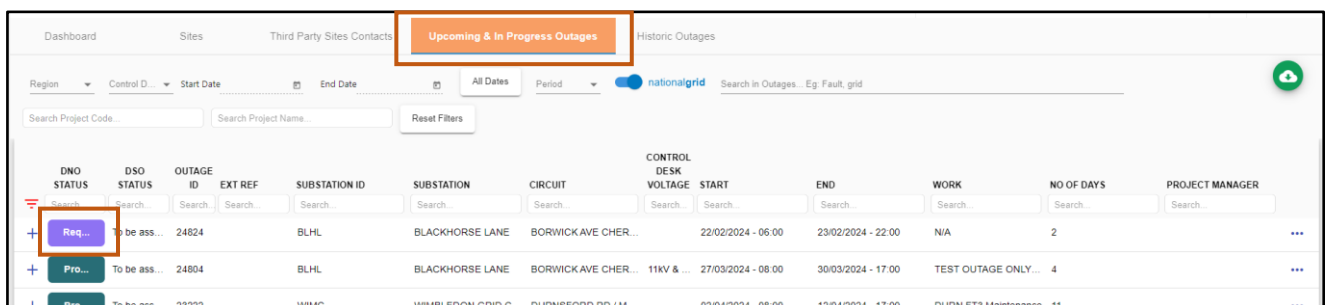 Dashboard Sites Third Party Sites Contacts Upcoming & In Progress Outages Historic Outages
Region Control D... Start Date End Date All Dates Period nationalgrid Search in Outages... Eg: Fault, grid
Search Project Code... Search Project Name... Reset Filters
DNO STATUS DSO STATUS OUTAGE ID EXT REF SUBSTATION ID SUBSTATION CIRCUIT CONTROL DESK VOLTAGE START END WORK NO OF DAYS PROJECT MANAGER
Search... Search... Search... Search... Search... Search... Search... Search... Search... Search... Search... Search... Search...
Req... To be ass... 24824 BLHL BLACKHORSE LANE BORWICK AVE CHER... 22/02/2024 - 06:00 23/02/2024 - 22:00 N/A 2
Pro... To be ass... 24804 BLHL BLACKHORSE LANE BORWICK AVE CHER... 11kV & ... 27/03/2024 - 08:00 30/03/2024 - 17:00 TEST OUTAGE ONLY... 4